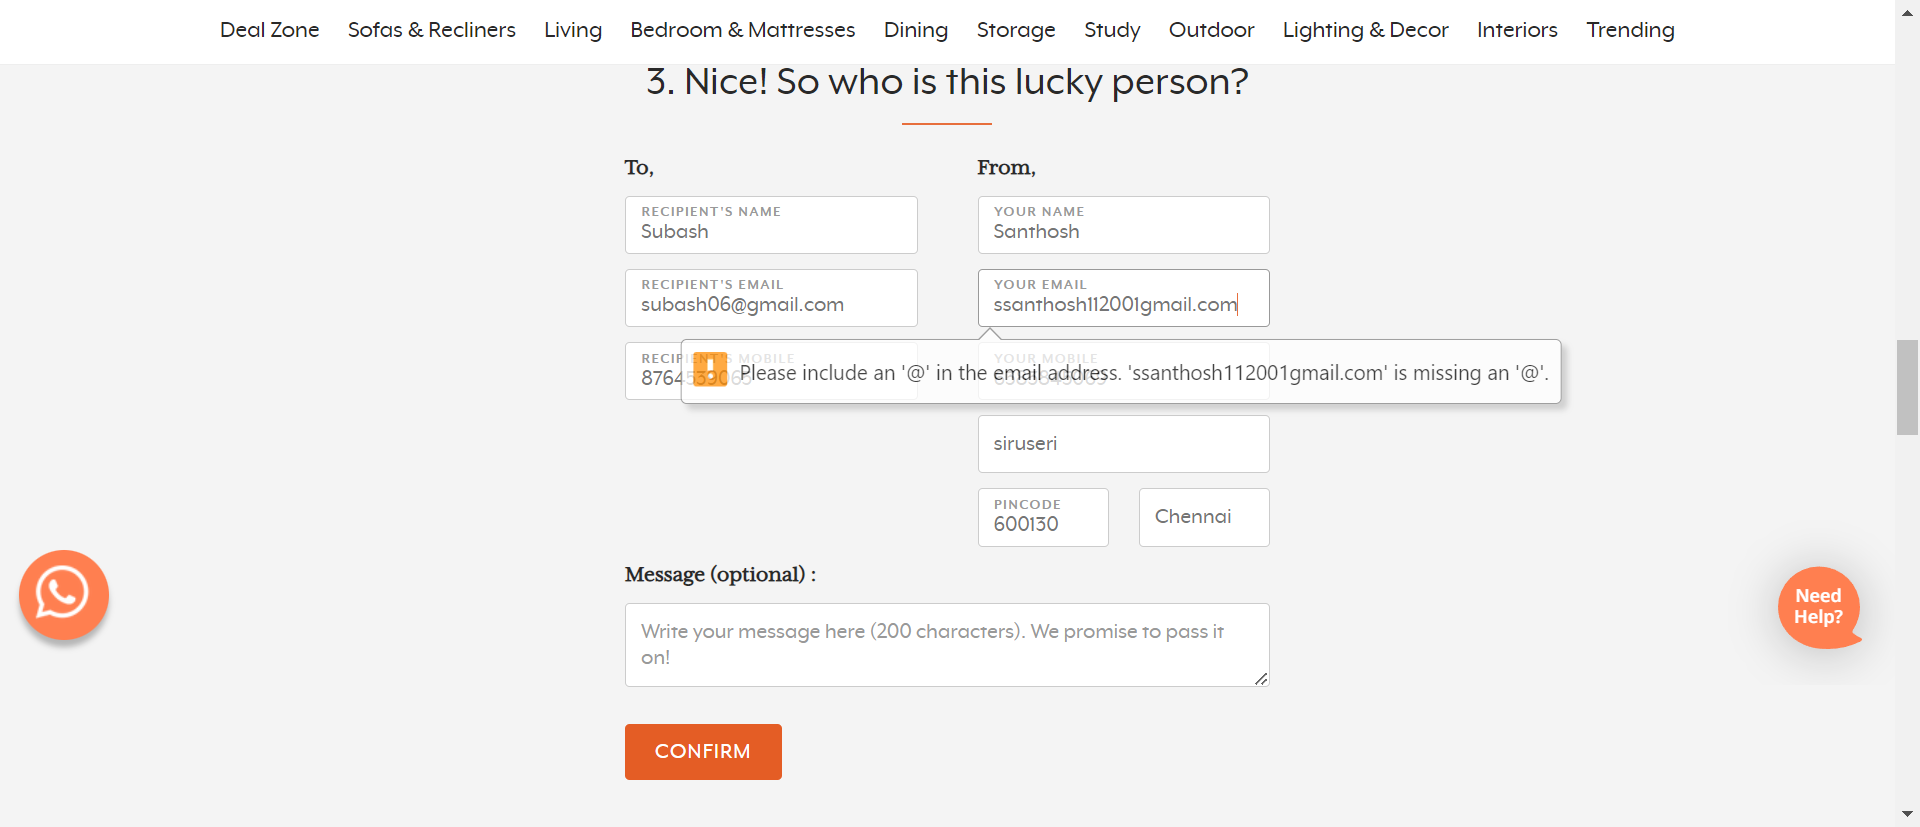 Deal Zone Sofas & Recliners Living Bedroom & Mattresses Dining Storage Study Outdoor Lighting & Decor Interiors Trending
3. Nice! So who is this lucky person?
To,
From,
RECIPIENT'S NAME
Subash
YOUR NAME
Santhosh
RECIPIENT'S EMAIL
subash06@gmail.com
YOUR EMAIL
ssanthosh112001gmail.com
RECIPIENT'S MOBILE
YOUR MOBILE
Please include an '@' in the email address. 'ssanthosh112001gmail.com' is missing an '@'.
siruseri
PINCODE
600130
Chennai
Message (optional) :
Write your message here (200 characters). We promise to pass it
on!
CONFIRM
Need
Help?